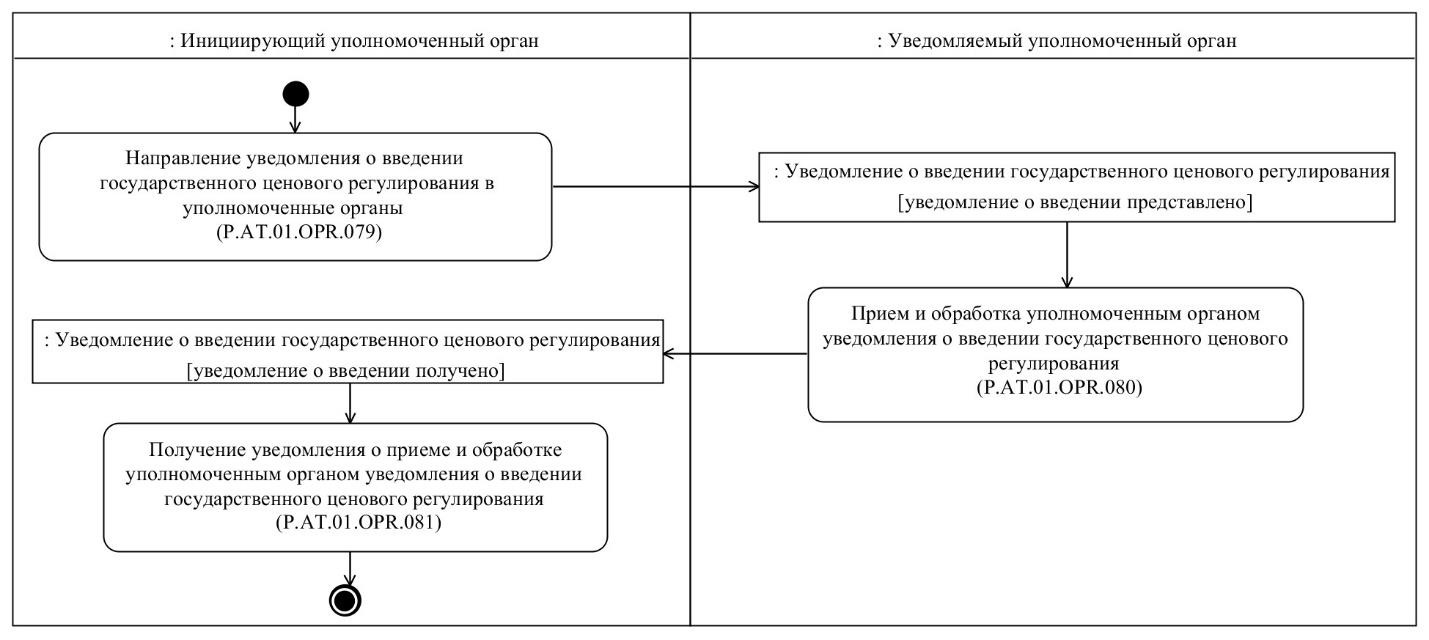 : Инициирующий уполномоченный орган
: Уведомляемый уполномоченный орган
Направление уведомления о введении
государственного ценового регулирования в
уполномоченные органы
(P.AT.01.OPR.079)
: Уведомление о введении государственного ценового регулирования
[уведомление о введении представлено]
Прием и обработка уполномоченным органом
уведомления о введении государственного ценового
регулирования
(P.AT.01.OPR.080)
: Уведомление о введении государственного ценового регулирования
[уведомление о введении получено]
Получение уведомления о приеме и обработке
уполномоченным органом уведомления о введении
государственного ценового регулирования
(P.AT.01.OPR.081)